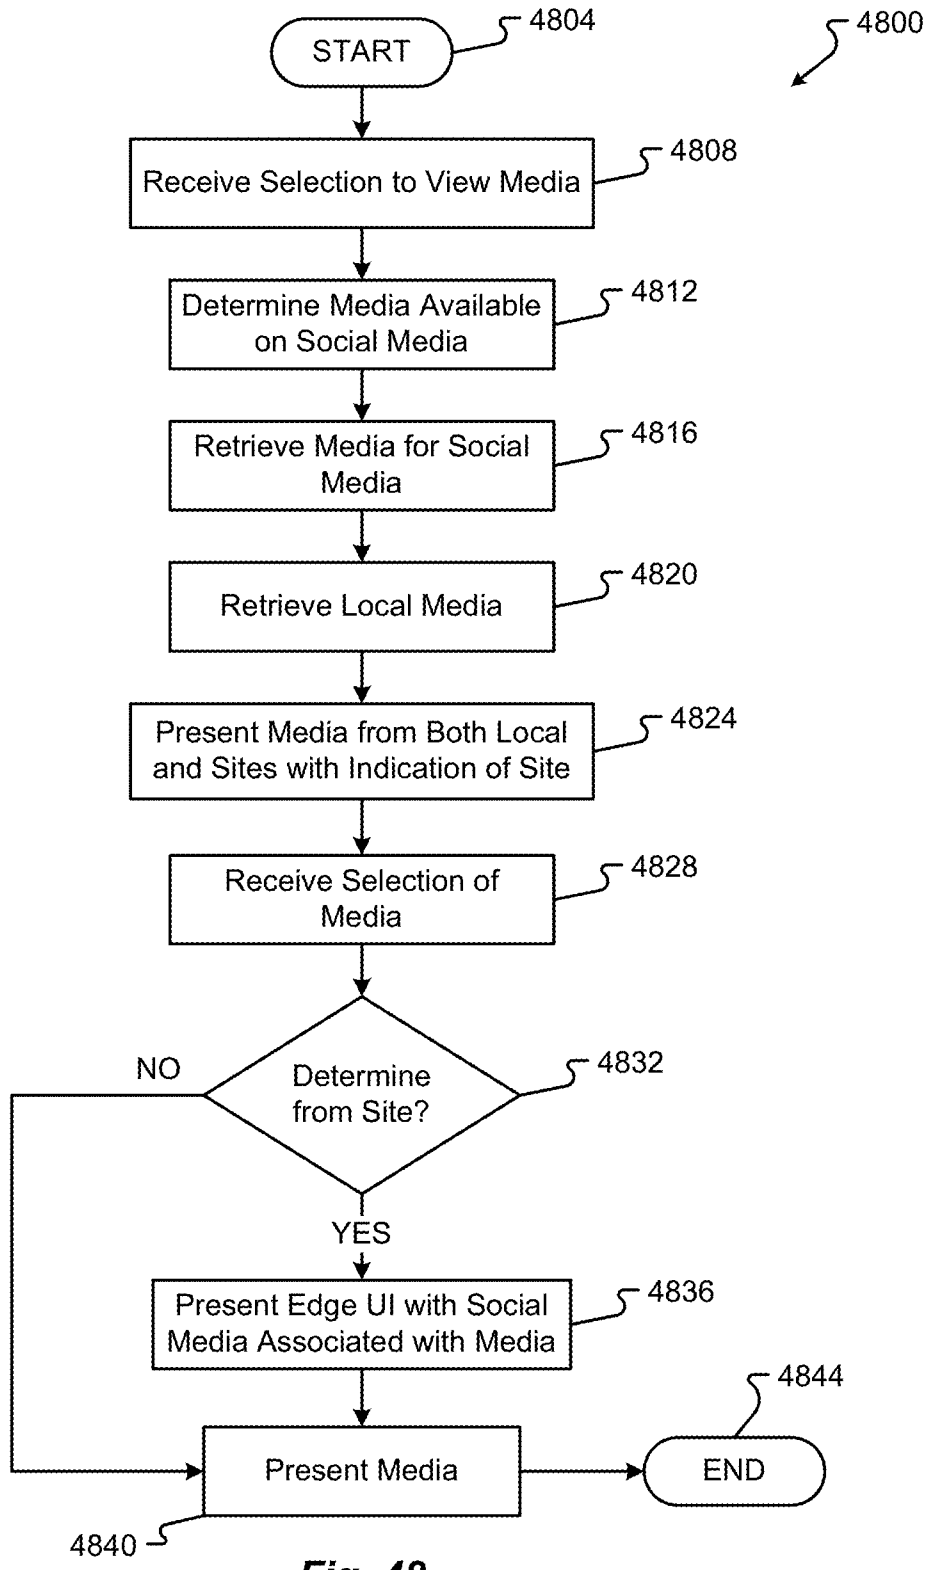 START
4804
4800
Receive Selection to View Media
4808
Determine Media Available
on Social Media
4812
Retrieve Media for Social
Media
4816
Retrieve Local Media
4820
Present Media from Both Local
and Sites with Indication of Site
4824
Receive Selection of
Media
4828
NO
Determine
from Site?
4832
YES
Present Edge UI with Social
Media Associated with Media
4836
4844
Present Media
END
4840
Fig. 48